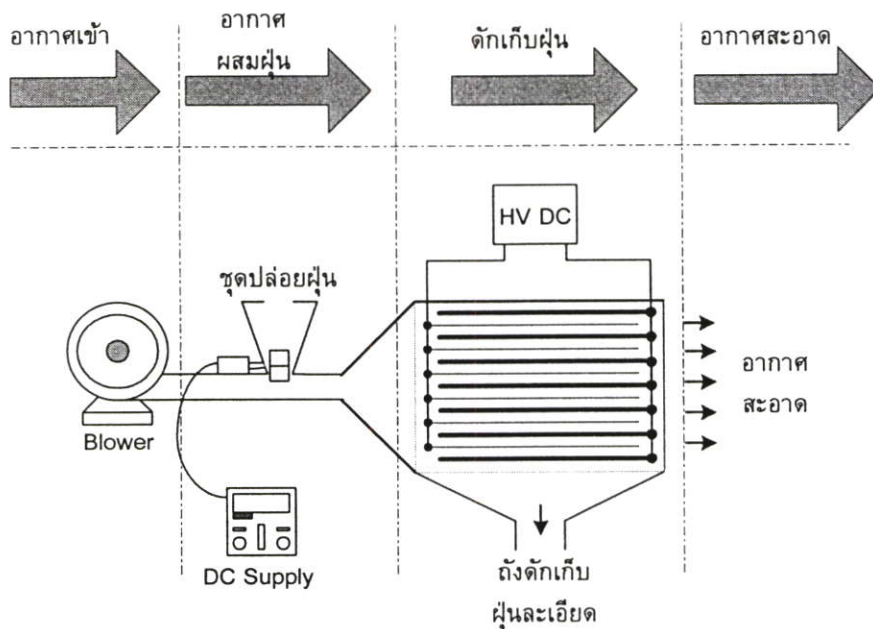 อากาศเข้า
อากาศ
ผสมฝุ่น
ดักเก็บฝุ่น
อากาศสะอาด
HV DC
ชุดปล่อยฝุ่น
Blower
DC Supply
อากาศ
สะอาด
ถังดักเก็บ
ฝุ่นละเอียด